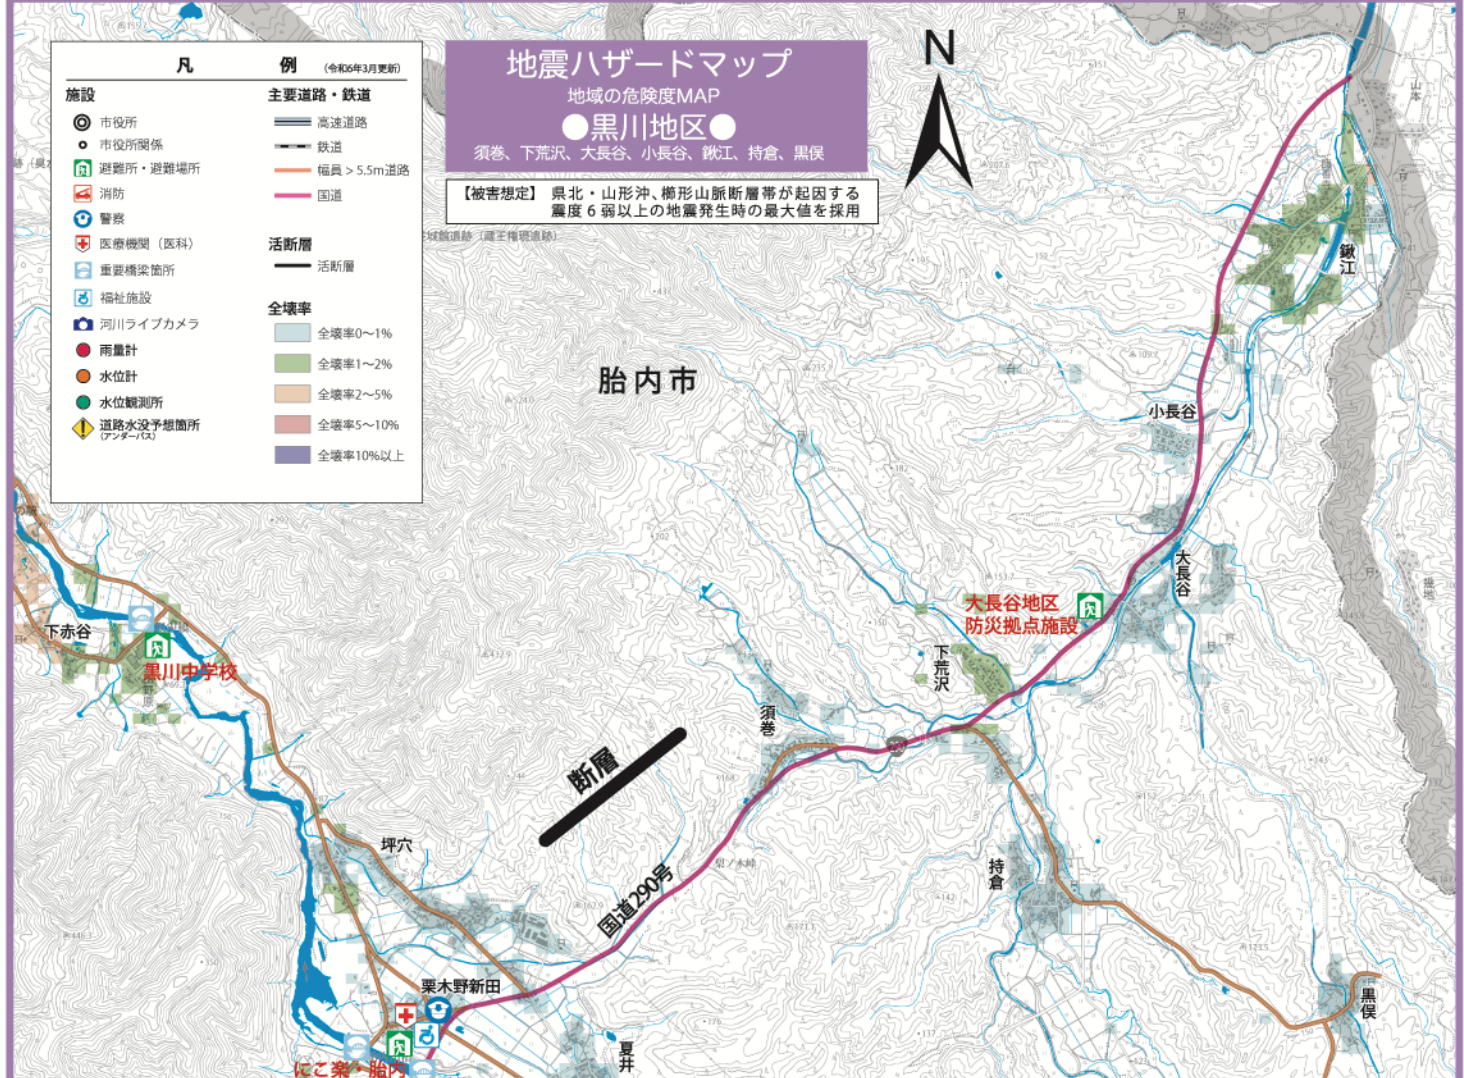 凡 例 (令和6年3月更新)
施設
市役所
市役所関係
避難所・避難場所
消防
警察
医療機関（医科）
重要橋梁箇所
福祉施設
河川ライブカメラ
雨量計
水位計
水位観測所
道路水没予想箇所
(アンダーパス)
主要道路・鉄道
高速道路
鉄道
幅員＞5.5m道路
国道
活断層
活断層
全壊率
全壊率0～1%
全壊率1～2%
全壊率2～5%
全壊率5～10%
全壊率10%以上
地震ハザードマップ
地域の危険度MAP
●黒川地区●
須巻、下荒沢、大長谷、小長谷、鍬江、持倉、黒俣
【被害想定】 県北・山形沖、櫛形山脈断層帯が起因する
震度6弱以上の地震発生時の最大値を採用
N
鍬江
胎内市
小長谷
大長谷
大長谷地区
防災拠点施設
下荒沢
下赤谷
黒川中学校
須巻
断層
坪穴
持倉
国道290号
栗木野新田
黒俣
夏井
にこ楽・胎内